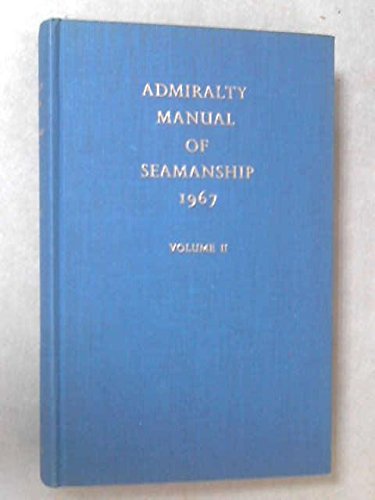 ADMIRALTY
MANUAL
OF
SEAMANSHIP
1967
VOLUME II